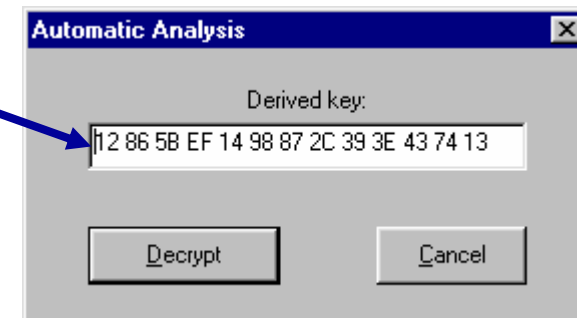 Automatic Analysis
Derived key:
12 86 5B EF 14 98 87 2C 39 3E 43 74 13
Decrypt Cancel